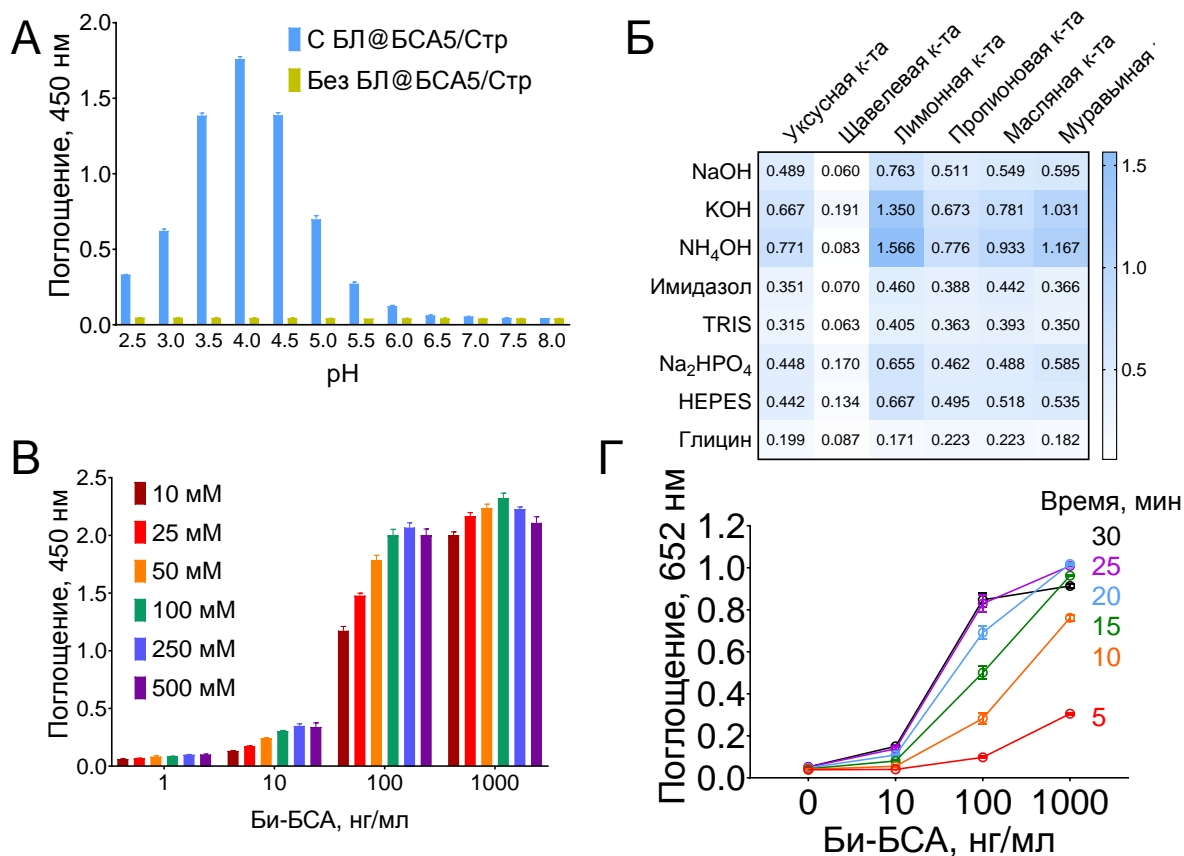 А
2.0
1.5
1.0
0.5
0.0
Поглощение, 450 нм
С БЛ@БСА5/Стр
Без БЛ@БСА5/Стр
2.5 3.0 3.5 4.0 4.5 5.0 5.5 6.0 6.5 7.0 7.5 8.0
pH
Б
Уксусная к-та
Щавелевая к-та
Лимонная к-та
Пропионовая к-та
Масляная к-та
Муравьиная
NaOH 0.489 0.060 0.763 0.511 0.549 0.595
KOH 0.667 0.191 1.350 0.673 0.781 1.031
NH₄OH 0.771 0.083 1.566 0.776 0.933 1.167
Имидазол 0.351 0.070 0.460 0.388 0.442 0.366
TRIS 0.315 0.063 0.405 0.363 0.393 0.350
Na₂HPO₄ 0.448 0.170 0.655 0.462 0.488 0.585
HEPES 0.442 0.134 0.667 0.495 0.518 0.535
Глицин 0.199 0.087 0.171 0.223 0.223 0.182
1.5
1.0
0.5
В
2.5
2.0
1.5
1.0
0.5
0.0
Поглощение, 450 нм
10 мМ
25 мМ
50 мМ
100 мМ
250 мМ
500 мМ
1 10 100 1000
Би-БСА, нг/мл
Г
1.2
1.0
0.8
0.6
0.4
0.2
0.0
Поглощение, 652 нм
Время, мин
30
25
20
15
10
5
0 10 100 1000
Би-БСА, нг/мл